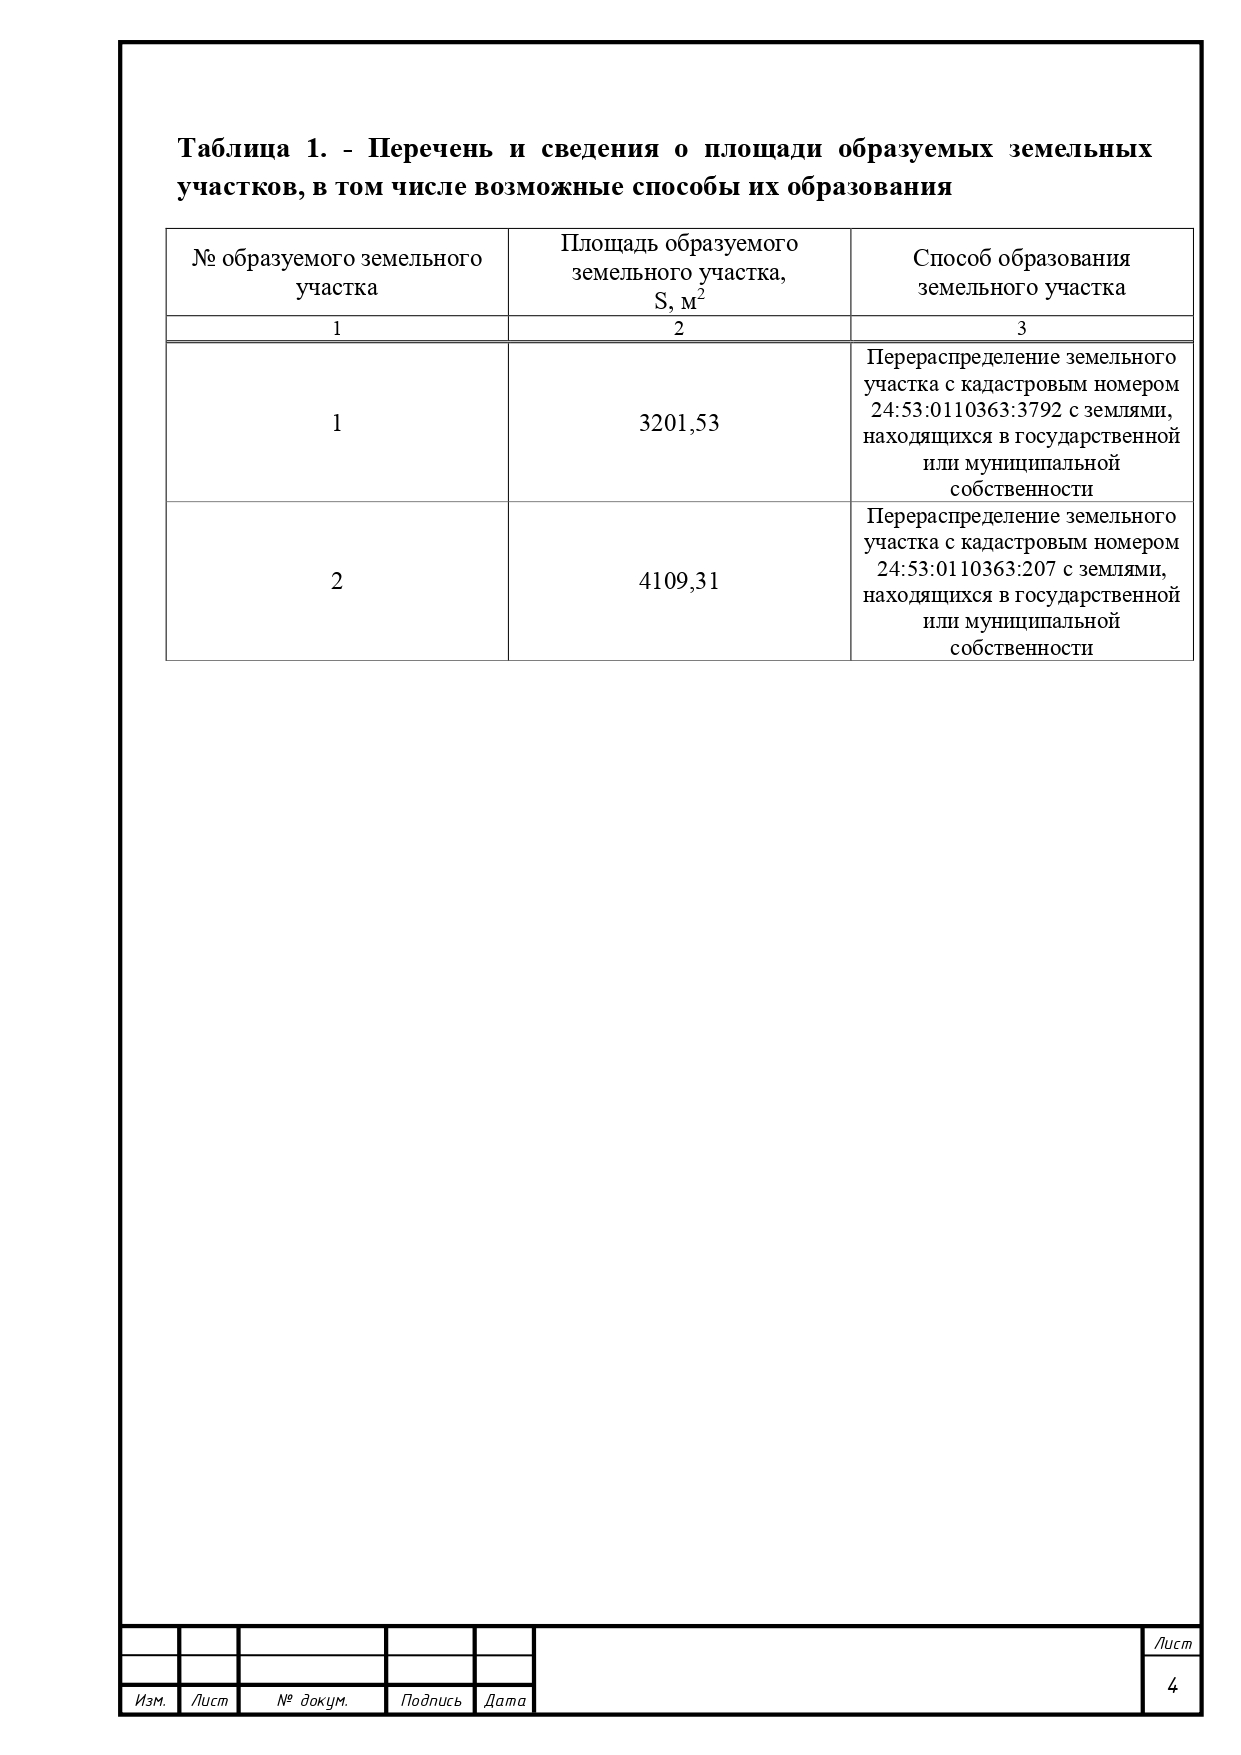 Таблица 1. - Перечень и сведения о площади образуемых земельных
участков, в том числе возможные способы их образования
№ образуемого земельного
участка
Площадь образуемого
земельного участка,
S, м²
Способ образования
земельного участка
1
2
3
1
3201,53
Перераспределение земельного
участка с кадастровым номером
24:53:0110363:3792 с землями,
находящихся в государственной
или муниципальной
собственности
2
4109,31
Перераспределение земельного
участка с кадастровым номером
24:53:0110363:207 с землями,
находящихся в государственной
или муниципальной
собственности
Лист
4
Изм.
Лист
№ докум.
Подпись
Дата